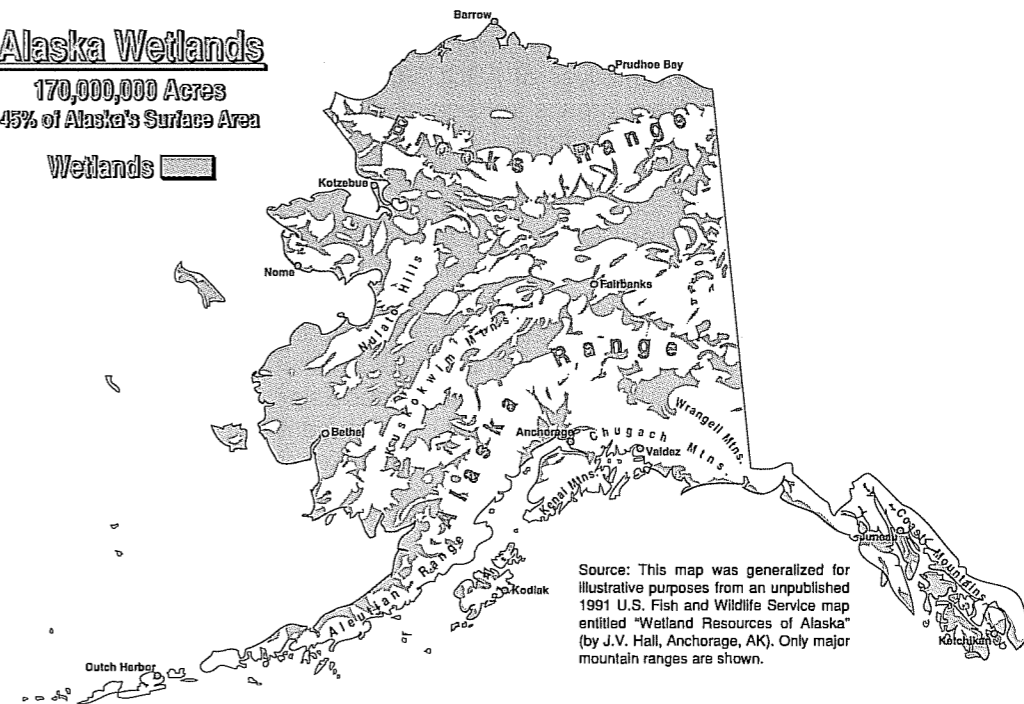 Alaska Wetlands
170,000,000 Acres
45% of Alaska's Surface Area
Wetlands
Barrow
Prudhoe Bay
Brooks Range
Kotzebue
Nome
Nulato Hills
Fairbanks
Kuskokwim Mtns.
Alaska Range
Bethel
Wrangell Mtns.
Anchorage
Chugach Mtns.
Valdez
Kenai Mtns.
Coast Mountains
Juneau
Aleutian Range
Kodiak
Ketchikan
Dutch Harbor
Source: This map was generalized for
illustrative purposes from an unpublished
1991 U.S. Fish and Wildlife Service map
entitled "Wetland Resources of Alaska"
(by J.V. Hall, Anchorage, AK). Only major
mountain ranges are shown.